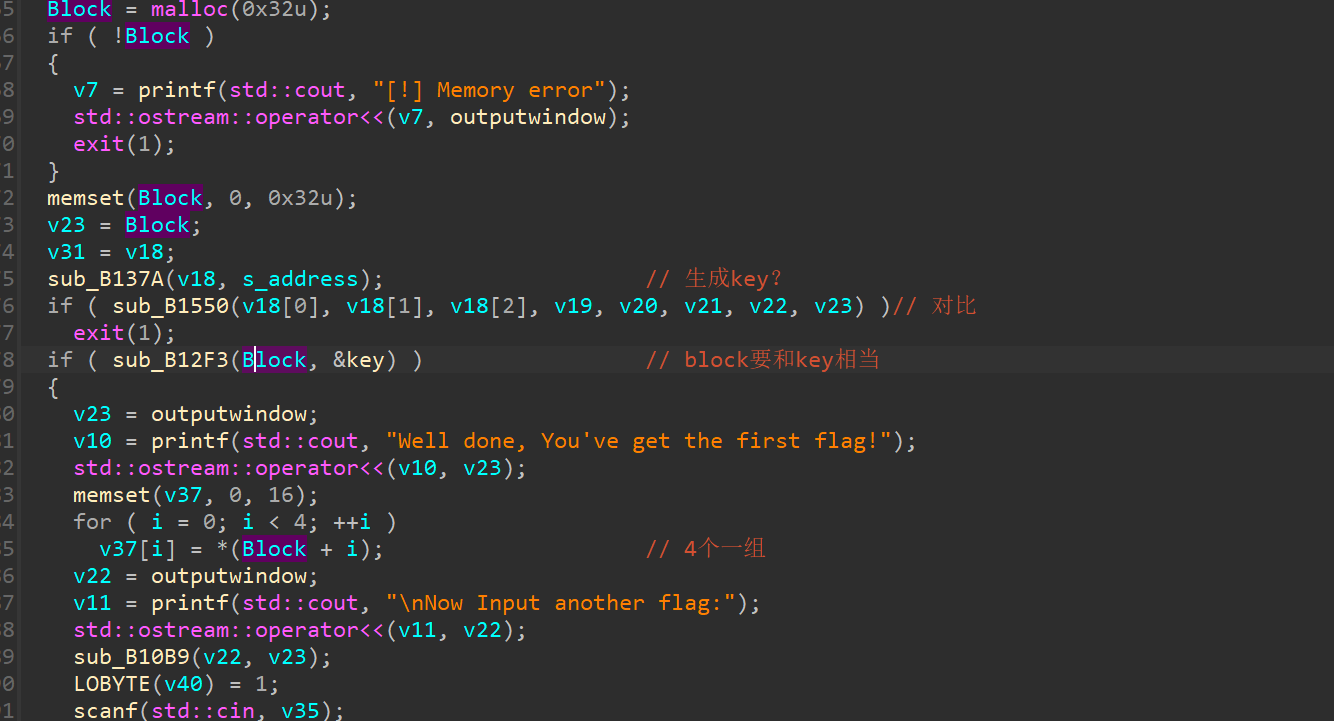 5 Block = malloc(0x32u);
6 if ( !Block )
7 {
8 v7 = printf(std::cout, "[!] Memory error");
9 std::ostream::operator<<(v7, outputwindow);
0 exit(1);
1 }
2 memset(Block, 0, 0x32u);
3 v23 = Block;
4 v31 = v18;
5 sub_B137A(v18, s_address); // 生成key?
6 if ( sub_B1550(v18[0], v18[1], v18[2], v19, v20, v21, v22, v23) )// 对比
7 exit(1);
8 if ( sub_B12F3(Block, &key) ) // block要和key相当
9 {
0 v23 = outputwindow;
1 v10 = printf(std::cout, "Well done, You've get the first flag!");
2 std::ostream::operator<<(v10, v23);
3 memset(v37, 0, 16);
4 for ( i = 0; i < 4; ++i )
5 v37[i] = *(Block + i); // 4个一组
6 v22 = outputwindow;
7 v11 = printf(std::cout, "\nNow Input another flag:");
8 std::ostream::operator<<(v11, v22);
9 sub_B10B9(v22, v23);
0 LOBYTE(v40) = 1;
1 scanf(std::cin, v35);